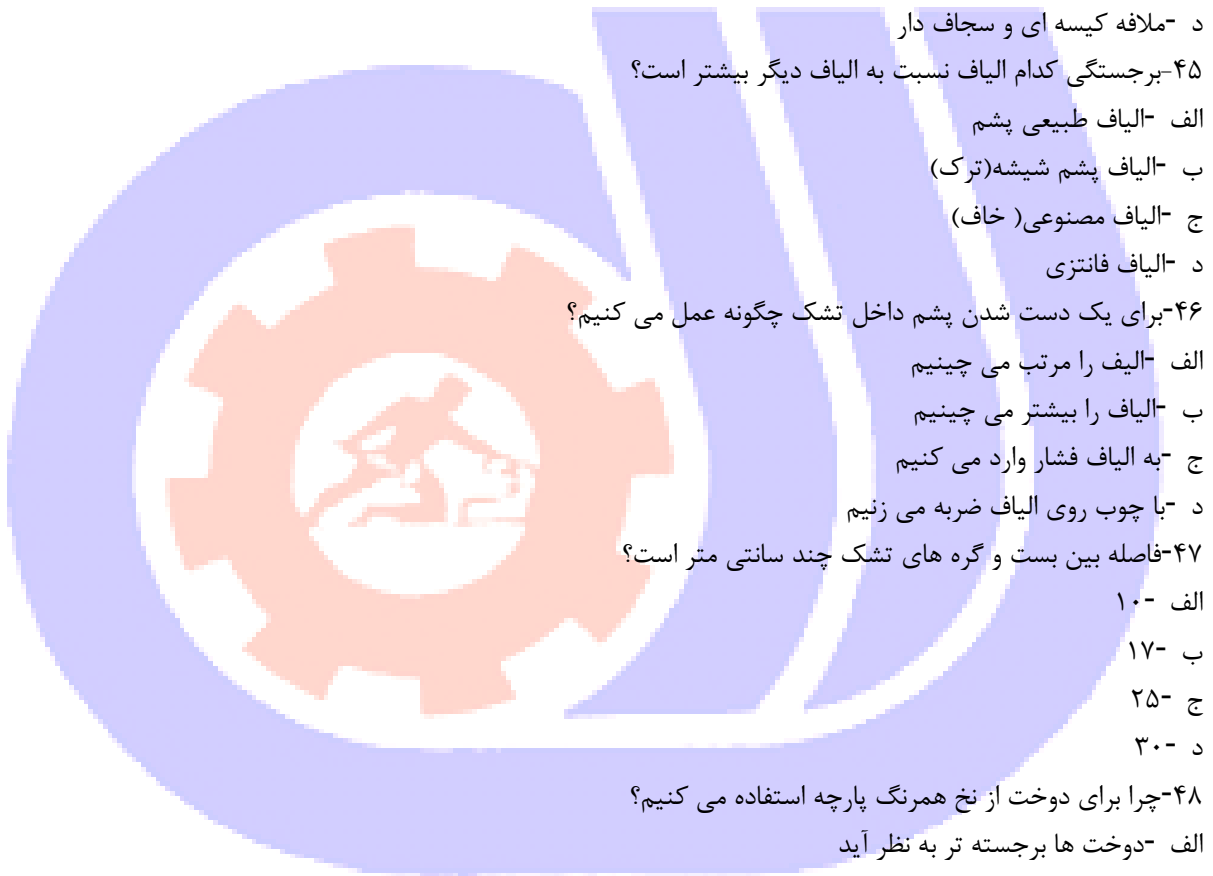 د -ملافه کیسه ای و سجاف دار
۴۵-برجستگی کدام الیاف نسبت به الیاف دیگر بیشتر است؟
الف -الیاف طبیعی پشم
ب -الیاف پشم شیشه(ترک)
ج -الیاف مصنوعی( خاف)
د -الیاف فانتزی
۴۶-برای یک دست شدن پشم داخل تشک چگونه عمل می کنیم؟
الف -الیف را مرتب می چینیم
ب -الیاف را بیشتر می چینیم
ج -به الیاف فشار وارد می کنیم
د -با چوب روی الیاف ضربه می زنیم
۴۷-فاصله بین بست و گره های تشک چند سانتی متر است؟
الف -۱۰
ب -۱۷
ج -۲۵
د -۳۰
۴۸-چرا برای دوخت از نخ همرنگ پارچه استفاده می کنیم؟
الف -دوخت ها برجسته تر به نظر آید